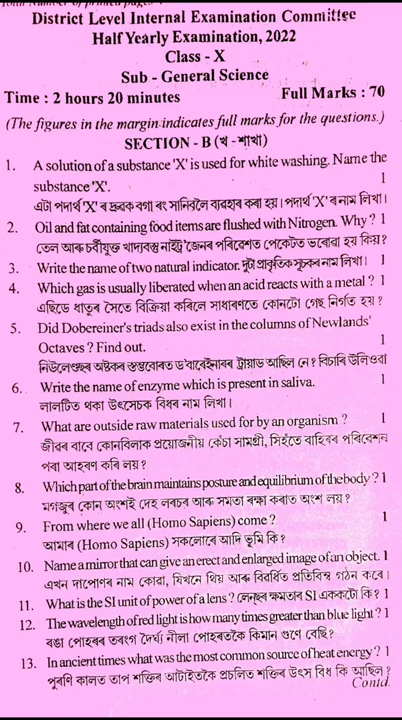 District Level Internal Examination Committee
Half Yearly Examination, 2022
Class - X
Sub - General Science
Time : 2 hours 20 minutes Full Marks : 70
(The figures in the margin indicates full marks for the questions.)
SECTION - B (খ - শাখা)
1. A solution of a substance 'X' is used for white washing. Name the
substance 'X'. 1
এটা পদাৰ্থ 'X' ৰ দ্ৰৱক বগা ৰং সানিবলৈ ব্যৱহাৰ কৰা হয়। পদাৰ্থ 'X' ৰ নাম লিখা।
2. Oil and fat containing food items are flushed with Nitrogen. Why ? 1
তেল আৰু চৰ্বীযুক্ত খাদ্যবস্তু নাইট্ৰ'জেনৰ পৰিবেশত পেকেটত ভৰোৱা হয় কিয়?
3. Write the name of two natural indicator. দুটা প্ৰাকৃতিক সূচকৰ নাম লিখা। 1
4. Which gas is usually liberated when an acid reacts with a metal ? 1
এছিডে ধাতুৰ সৈতে বিক্ৰিয়া কৰিলে সাধাৰণতে কোনটো গেছ নিৰ্গত হয় ?
5. Did Dobereiner's triads also exist in the columns of Newlands'
Octaves ? Find out. 1
নিউলেণ্ডছৰ অষ্টকৰ স্তম্ভবোৰত ড'বাৰেইনাৰৰ ট্ৰায়াড আছিল নে ? বিচাৰি উলিওৱা
6. Write the name of enzyme which is present in saliva. 1
লালটিত থকা উৎসেচক বিধৰ নাম লিখা।
7. What are outside raw materials used for by an organism ? 1
জীৱৰ বাবে কোনবিলাক প্ৰয়োজনীয় কেঁচা সামগ্ৰী, সিহঁতে বাহিৰৰ পৰিৱেশৰ
পৰা আহৰণ কৰি লয় ?
8. Which part of the brain maintains posture and equilibrium of the body ? 1
মগজুৰ কোন অংশই দেহ লৰচৰ আৰু সমতা ৰক্ষা কৰাত অংশ লয় ?
9. From where we all (Homo Sapiens) come ? 1
আমাৰ (Homo Sapiens) সকলোৰে আদি ভূমি কি ?
10. Name a mirror that can give an erect and enlarged image of an object. 1
এখন দাপোণৰ নাম কোৱা, যিখনে থিয় আৰু বিবৰ্ধিত প্ৰতিবিম্ব গঠন কৰে।
11. What is the SI unit of power of a lens ? লেন্ছৰ ক্ষমতাৰ SI এককটো কি ? 1
12. The wavelength of red light is how many times greater than blue light ? 1
ৰঙা পোহৰৰ তৰংগ দৈৰ্ঘ্য নীলা পোহৰতকৈ কিমান গুণে বেছি?
13. In ancient times what was the most common source of heat energy ? 1
পুৰণি কালত তাপ শক্তিৰ আটাইতকৈ প্ৰচলিত শক্তিৰ উৎস বিধ কি আছিল ?
Contd.